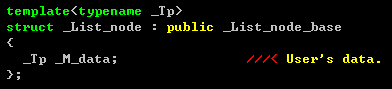 template<typename _Tp>
struct _List_node : public _List_node_base
{
  _Tp _M_data;                ///< User's data.
};